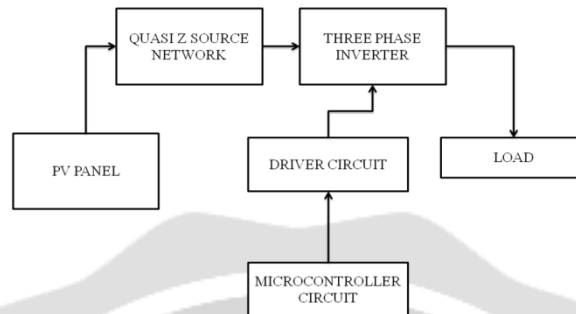 QUASI Z SOURCE
NETWORK
THREE PHASE
INVERTER
PV PANEL
DRIVER CIRCUIT
LOAD
MICROCONTROLLER
CIRCUIT